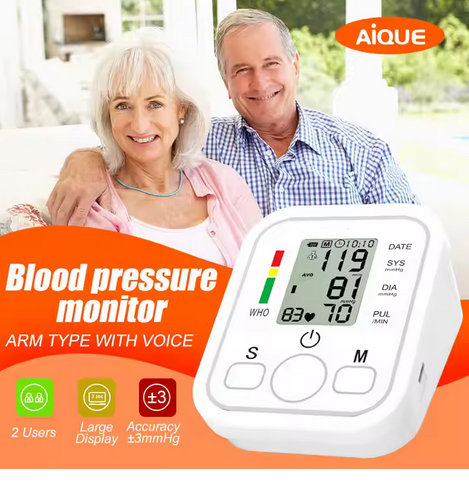 AiQUE
Blood pressure
monitor
ARM TYPE WITH VOICE
2 Users
Large
Display
±3
Accuracy
±3mmHg
M 10:10
DATE
119
SYS
mmHg
AVG
81
DIA
mmHg
mmHg
WHO
83 70
PUL
/MIN
S
M